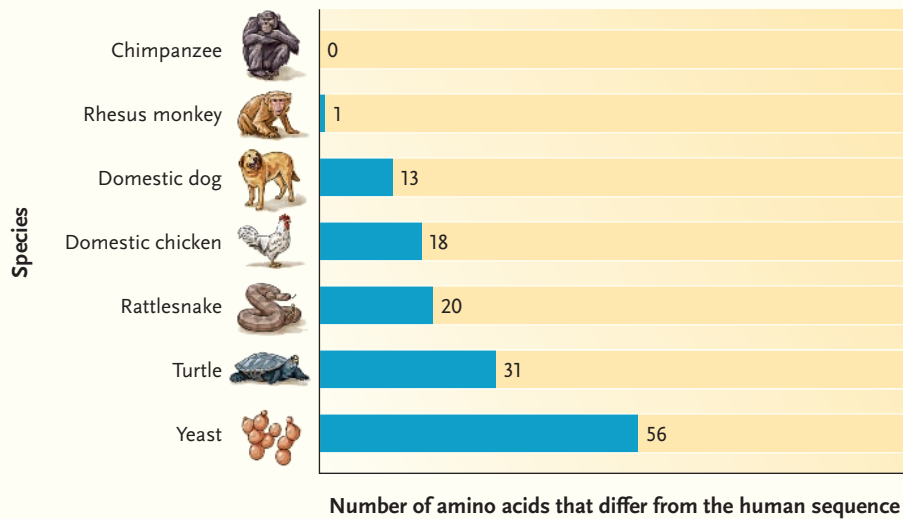 Species
Chimpanzee 0
Rhesus monkey 1
Domestic dog 13
Domestic chicken 18
Rattlesnake 20
Turtle 31
Yeast 56
Number of amino acids that differ from the human sequence